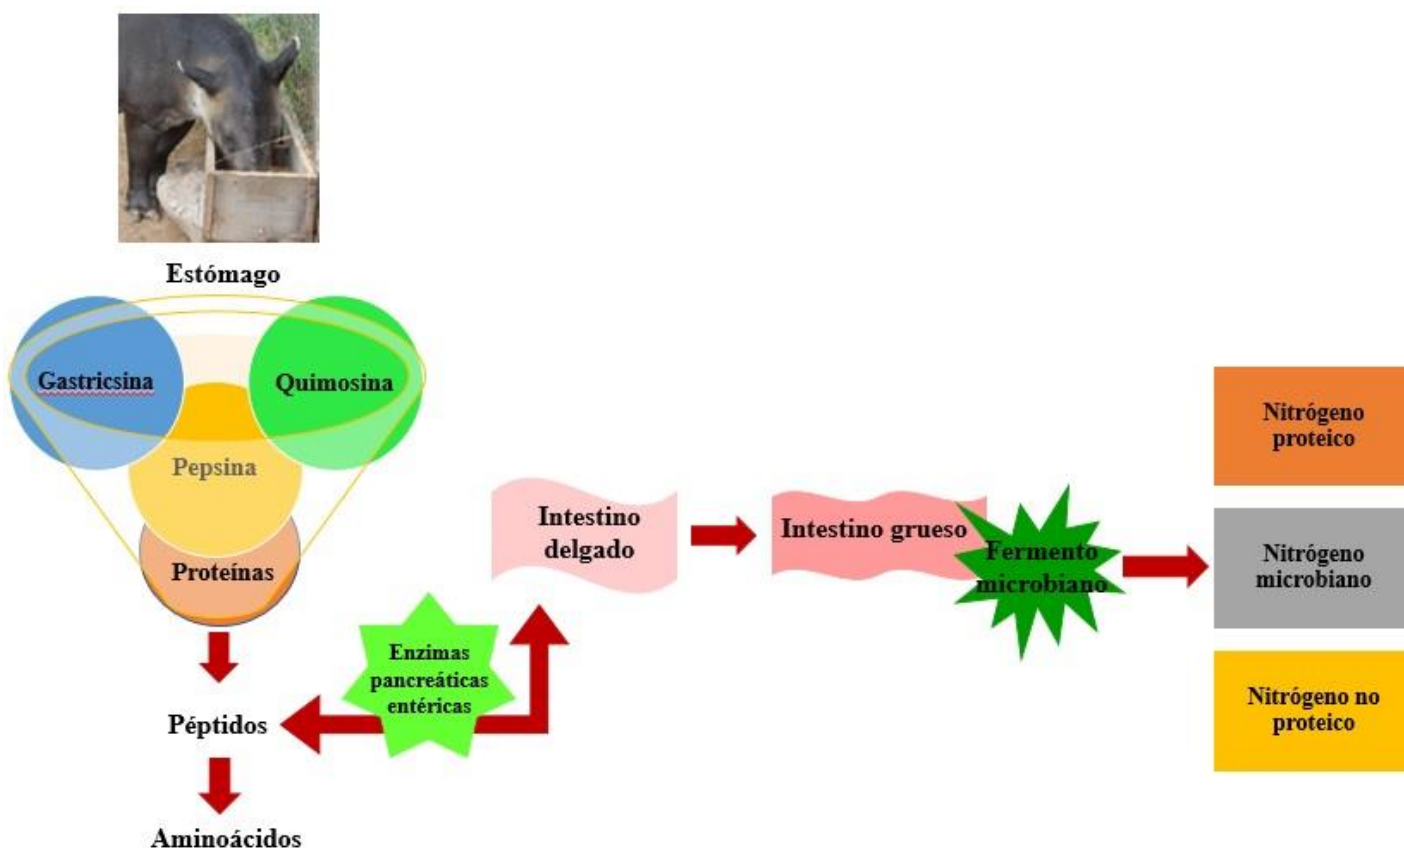 Estómago
Gastricsina
Quimosina
Pepsina
Proteínas
Péptidos
Aminoácidos
Enzimas
pancreáticas
entéricas
Intestino
delgado
Intestino grueso
Fermento
microbiano
Nitrógeno
proteico
Nitrógeno
microbiano
Nitrógeno no
proteico